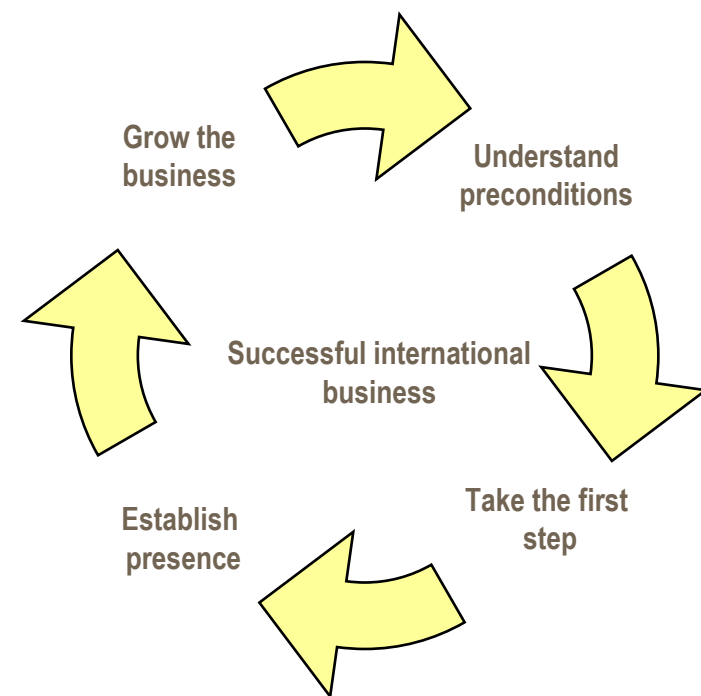 Grow the
business
Understand
preconditions
Successful international
business
Take the first
step
Establish
presence